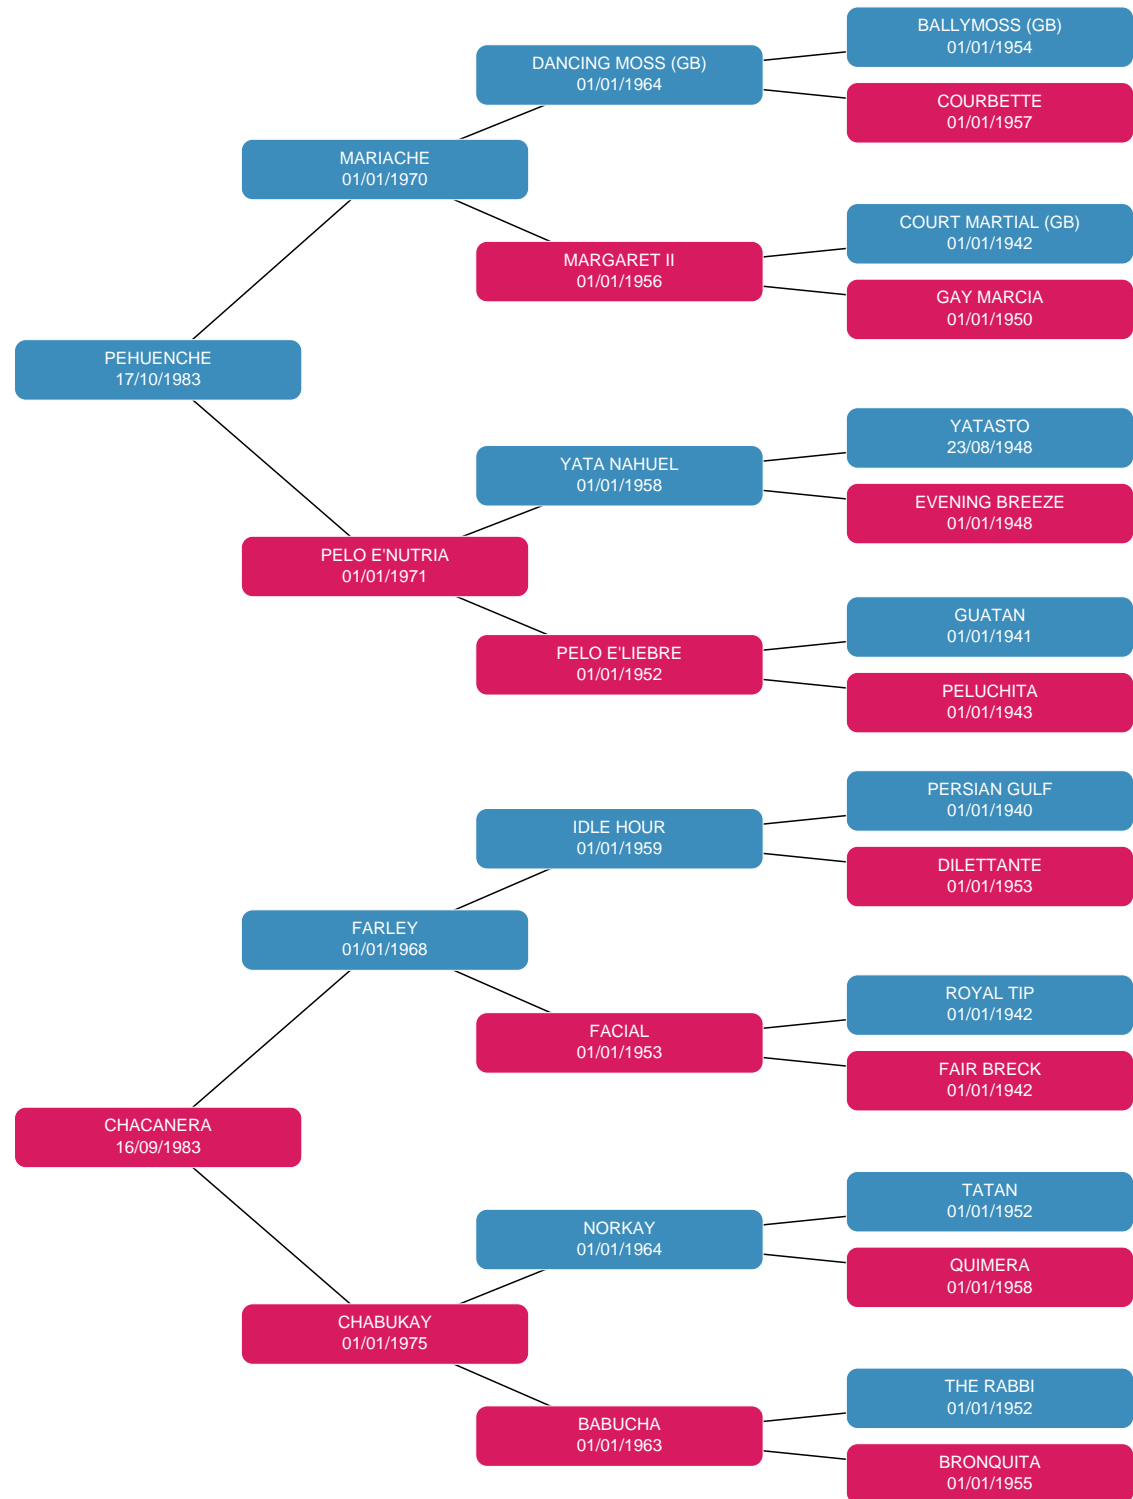 BALLYMOSS (GB)
01/01/1954
DANCING MOSS (GB)
01/01/1964
COURBETTE
01/01/1957
MARIACHE
01/01/1970
COURT MARTIAL (GB)
01/01/1942
MARGARET II
01/01/1956
GAY MARCIA
01/01/1950
PEHUENCHE
17/10/1983
YATASTO
23/08/1948
YATA NAHUEL
01/01/1958
EVENING BREEZE
01/01/1948
PELO E'NUTRIA
01/01/1971
GUATAN
01/01/1941
PELO E'LIEBRE
01/01/1952
PELUCHITA
01/01/1943
PERSIAN GULF
01/01/1940
IDLE HOUR
01/01/1959
DILETTANTE
01/01/1953
FARLEY
01/01/1968
ROYAL TIP
01/01/1942
FACIAL
01/01/1953
FAIR BRECK
01/01/1942
CHACANERA
16/09/1983
TATAN
01/01/1952
NORKAY
01/01/1964
QUIMERA
01/01/1958
CHABUKAY
01/01/1975
THE RABBI
01/01/1952
BABUCHA
01/01/1963
BRONQUITA
01/01/1955